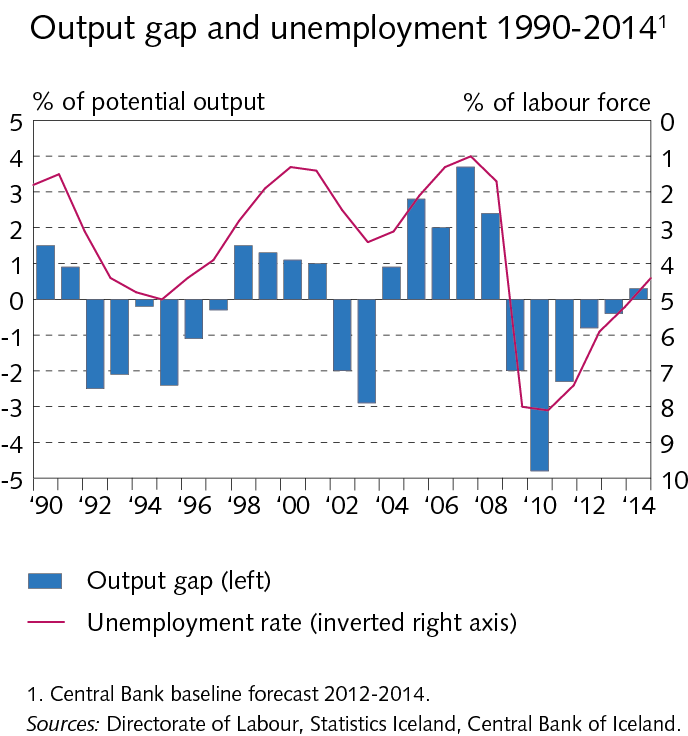 Output gap and unemployment 1990-2014¹
% of potential output % of labour force
5 0
4 1
3 2
2 3
1 4
0 5
-1 6
-2 7
-3 8
-4 9
-5 10
‘90 ‘92 ‘94 ‘96 ‘98 ‘00 ‘02 ‘04 ‘06 ‘08 ‘10 ‘12 ‘14
Output gap (left)
Unemployment rate (inverted right axis)
1. Central Bank baseline forecast 2012-2014.
Sources: Directorate of Labour, Statistics Iceland, Central Bank of Iceland.